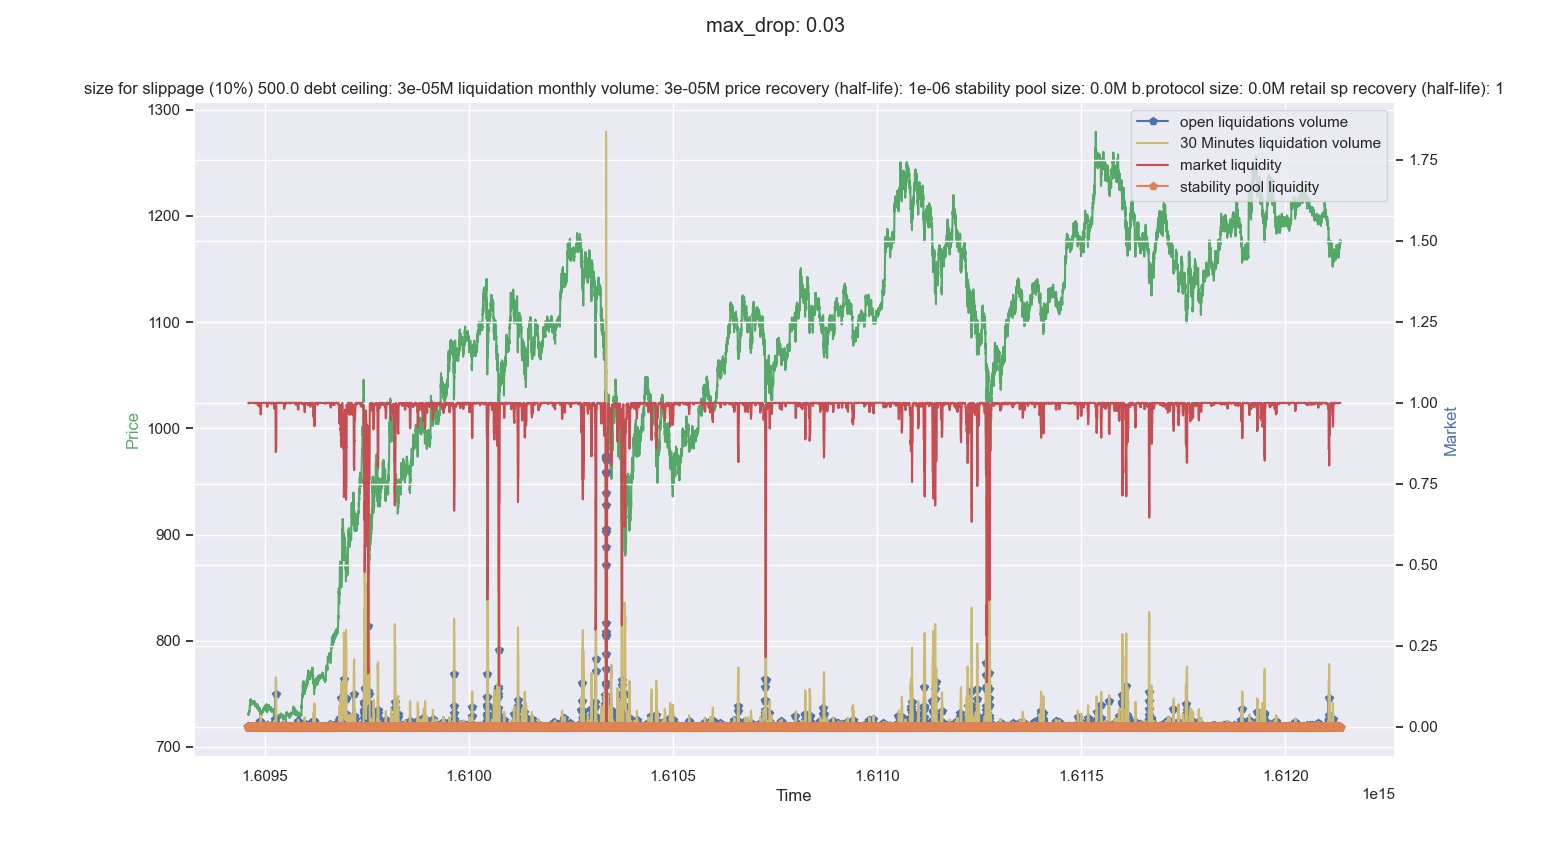 max_drop: 0.03
size for slippage (10%) 500.0 debt ceiling: 3e-05M liquidation monthly volume: 3e-05M price recovery (half-life): 1e-06 stability pool size: 0.0M b.protocol size: 0.0M retail sp recovery (half-life): 1
open liquidations volume
30 Minutes liquidation volume
market liquidity
stability pool liquidity
1300
1200
1100
1000
900
800
700
Price
1.75
1.50
1.25
1.00
0.75
0.50
0.25
0.00
Market
1.6095 1.6100 1.6105 1.6110 1.6115 1.6120
Time
1e15